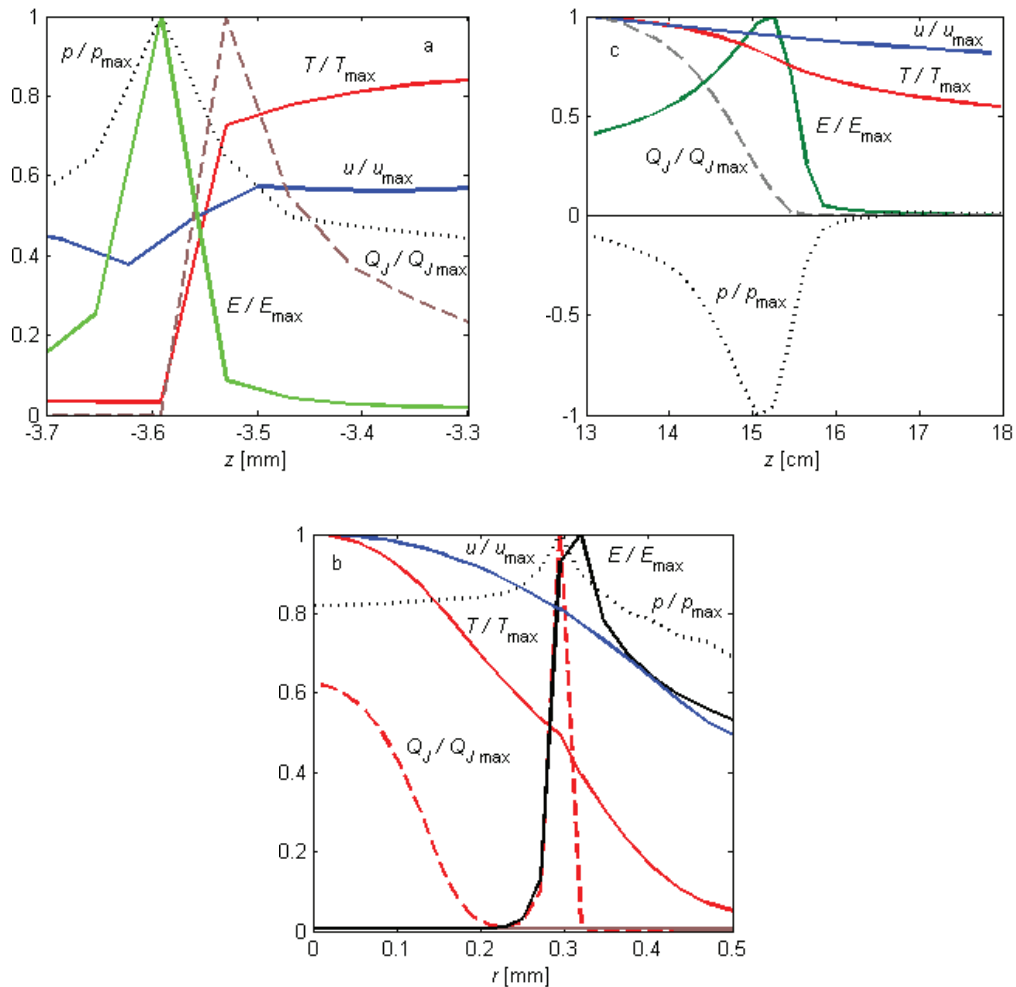 a
p / pmax
T / Tmax
u / umax
QJ / QJ max
E / Emax
1
0.8
0.6
0.4
0.2
0
-3.7
-3.6
-3.5
-3.4
-3.3
z [mm]
c
u / umax
T / Tmax
E / Emax
QJ / QJ max
p / pmax
1
0.5
0
-0.5
-1
13
14
15
16
17
18
z [cm]
b
u / umax
E / Emax
p / pmax
T / Tmax
QJ / QJ max
1
0.8
0.6
0.4
0.2
0
0
0.1
0.2
0.3
0.4
0.5
r [mm]